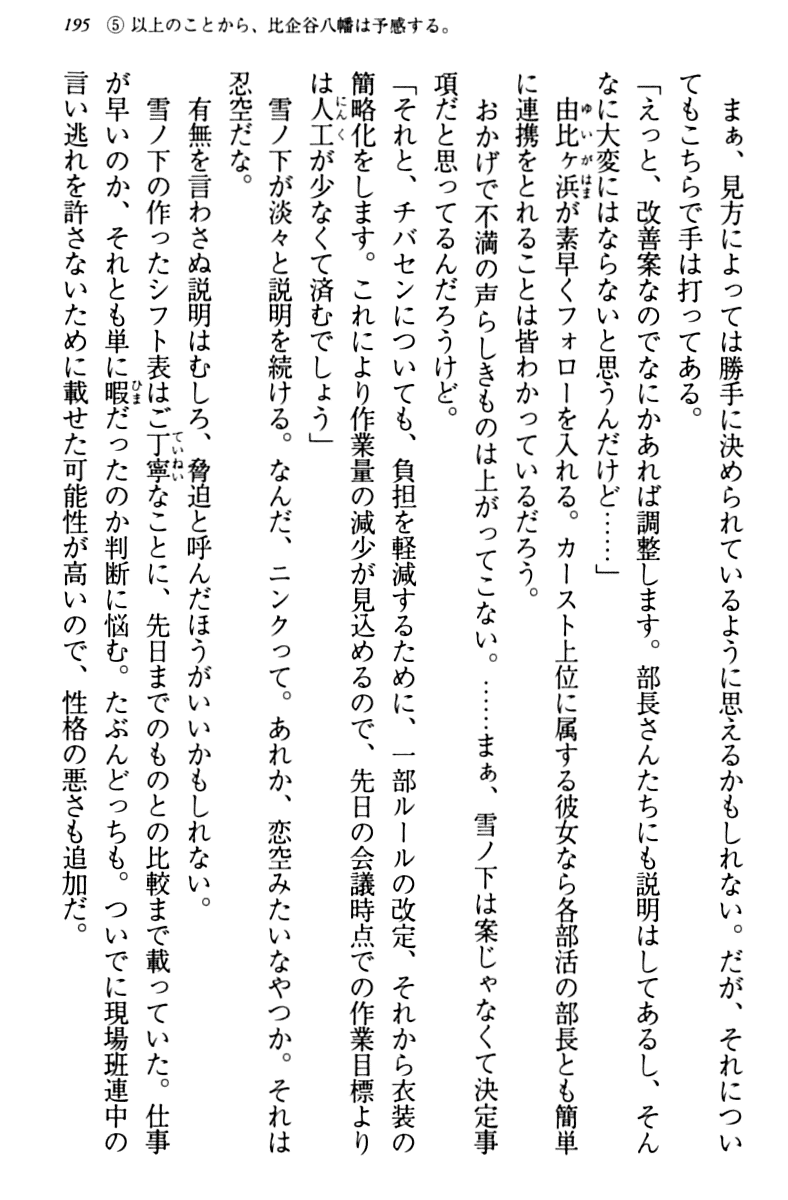 195 ⑤ 以上のことから、比企谷八幡は予感する。
まぁ、見方によっては勝手に決められているように思えるかもしれない。だが、それについ
てもこちらで手は打ってある。
「えっと、改善案なのでなにかあれば調整します。部長さんたちにも説明はしてあるし、そん
なに大変にはならないと思うんだけど……」
由比ヶ浜が素早くフォローを入れる。カースト上位に属する彼女なら各部活の部長とも簡単
に連携をとれることは皆わかっているだろう。
おかげで不満の声らしきものは上がってこない。……まぁ、雪ノ下は案じゃなくて決定事
項だと思ってるんだろうけど。
「それと、チバセンについても、負担を軽減するために、一部ルールの改定、それから衣装の
簡略化をします。これにより作業量の減少が見込めるので、先日の会議時点での作業目標より
は人工が少なくて済むでしょう」
雪ノ下が淡々と説明を続ける。なんだ、ニンクって。あれか、恋空みたいなやつか。それは
忍空だな。
有無を言わさぬ説明はむしろ、脅迫と呼んだほうがいいかもしれない。
雪ノ下の作ったシフト表はご丁寧なことに、先日までのものとの比較まで載っていた。仕事
が早いのか、それとも単に暇だったのか判断に悩む。たぶんどっちも。ついでに現場班連中の
言い逃れを許さないために載せた可能性が高いので、性格の悪さも追加だ。